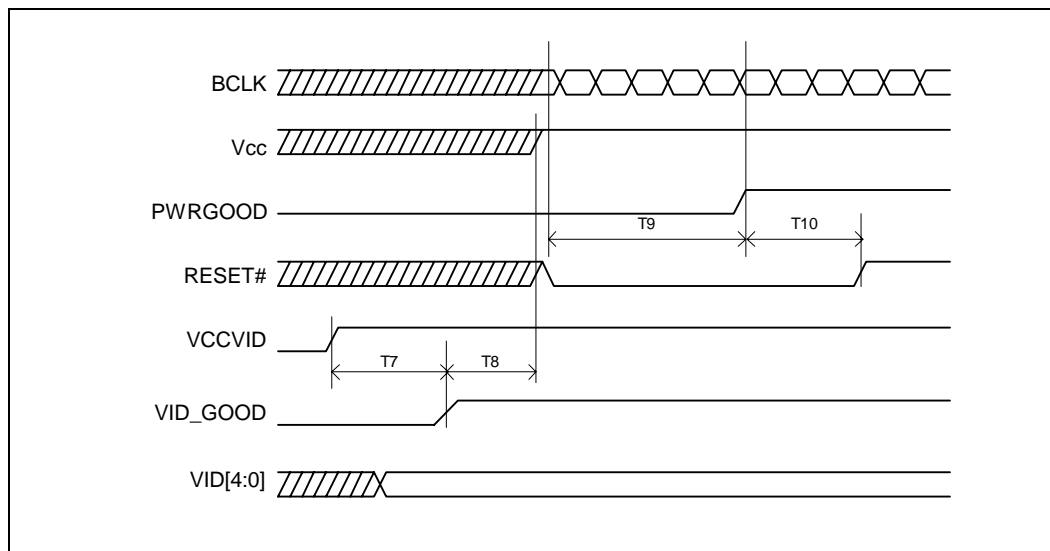 BCLK
Vcc
PWRGOOD
T9
T10
RESET#
VCCVID
T7
T8
VID_GOOD
VID[4:0]